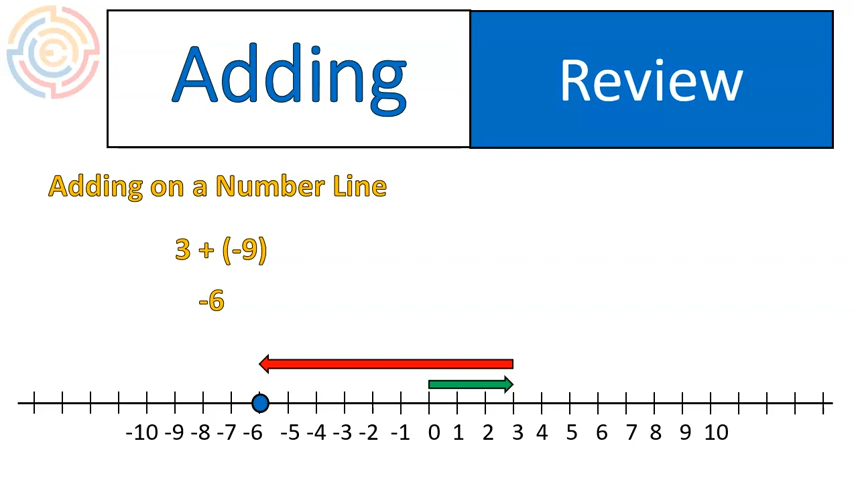 Adding
Review
Adding on a Number Line
3 + (-9)
-6
-10 -9 -8 -7 -6 -5 -4 -3 -2 -1 0 1 2 3 4 5 6 7 8 9 10